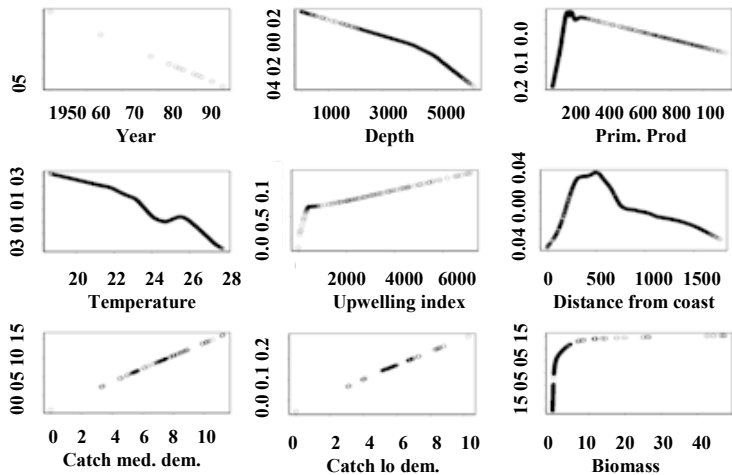 05
1950 60 70 80 90
Year
04 02 00 02
1000 3000 5000
Depth
0.2 0.1 0.0
200 400 600 800 100
Prim. Prod
03 01 01 03
20 22 24 26 28
Temperature
0.0 0.5 0.1
2000 4000 6000
Upwelling index
0.04 0.00 0.04
0 500 1000 1500
Distance from coast
00 05 10 15
0 2 4 6 8 10
Catch med. dem.
0.0 0.1 0.2
0 2 4 6 8 10
Catch lo dem.
15 05 05 15
0 10 20 30 40
Biomass